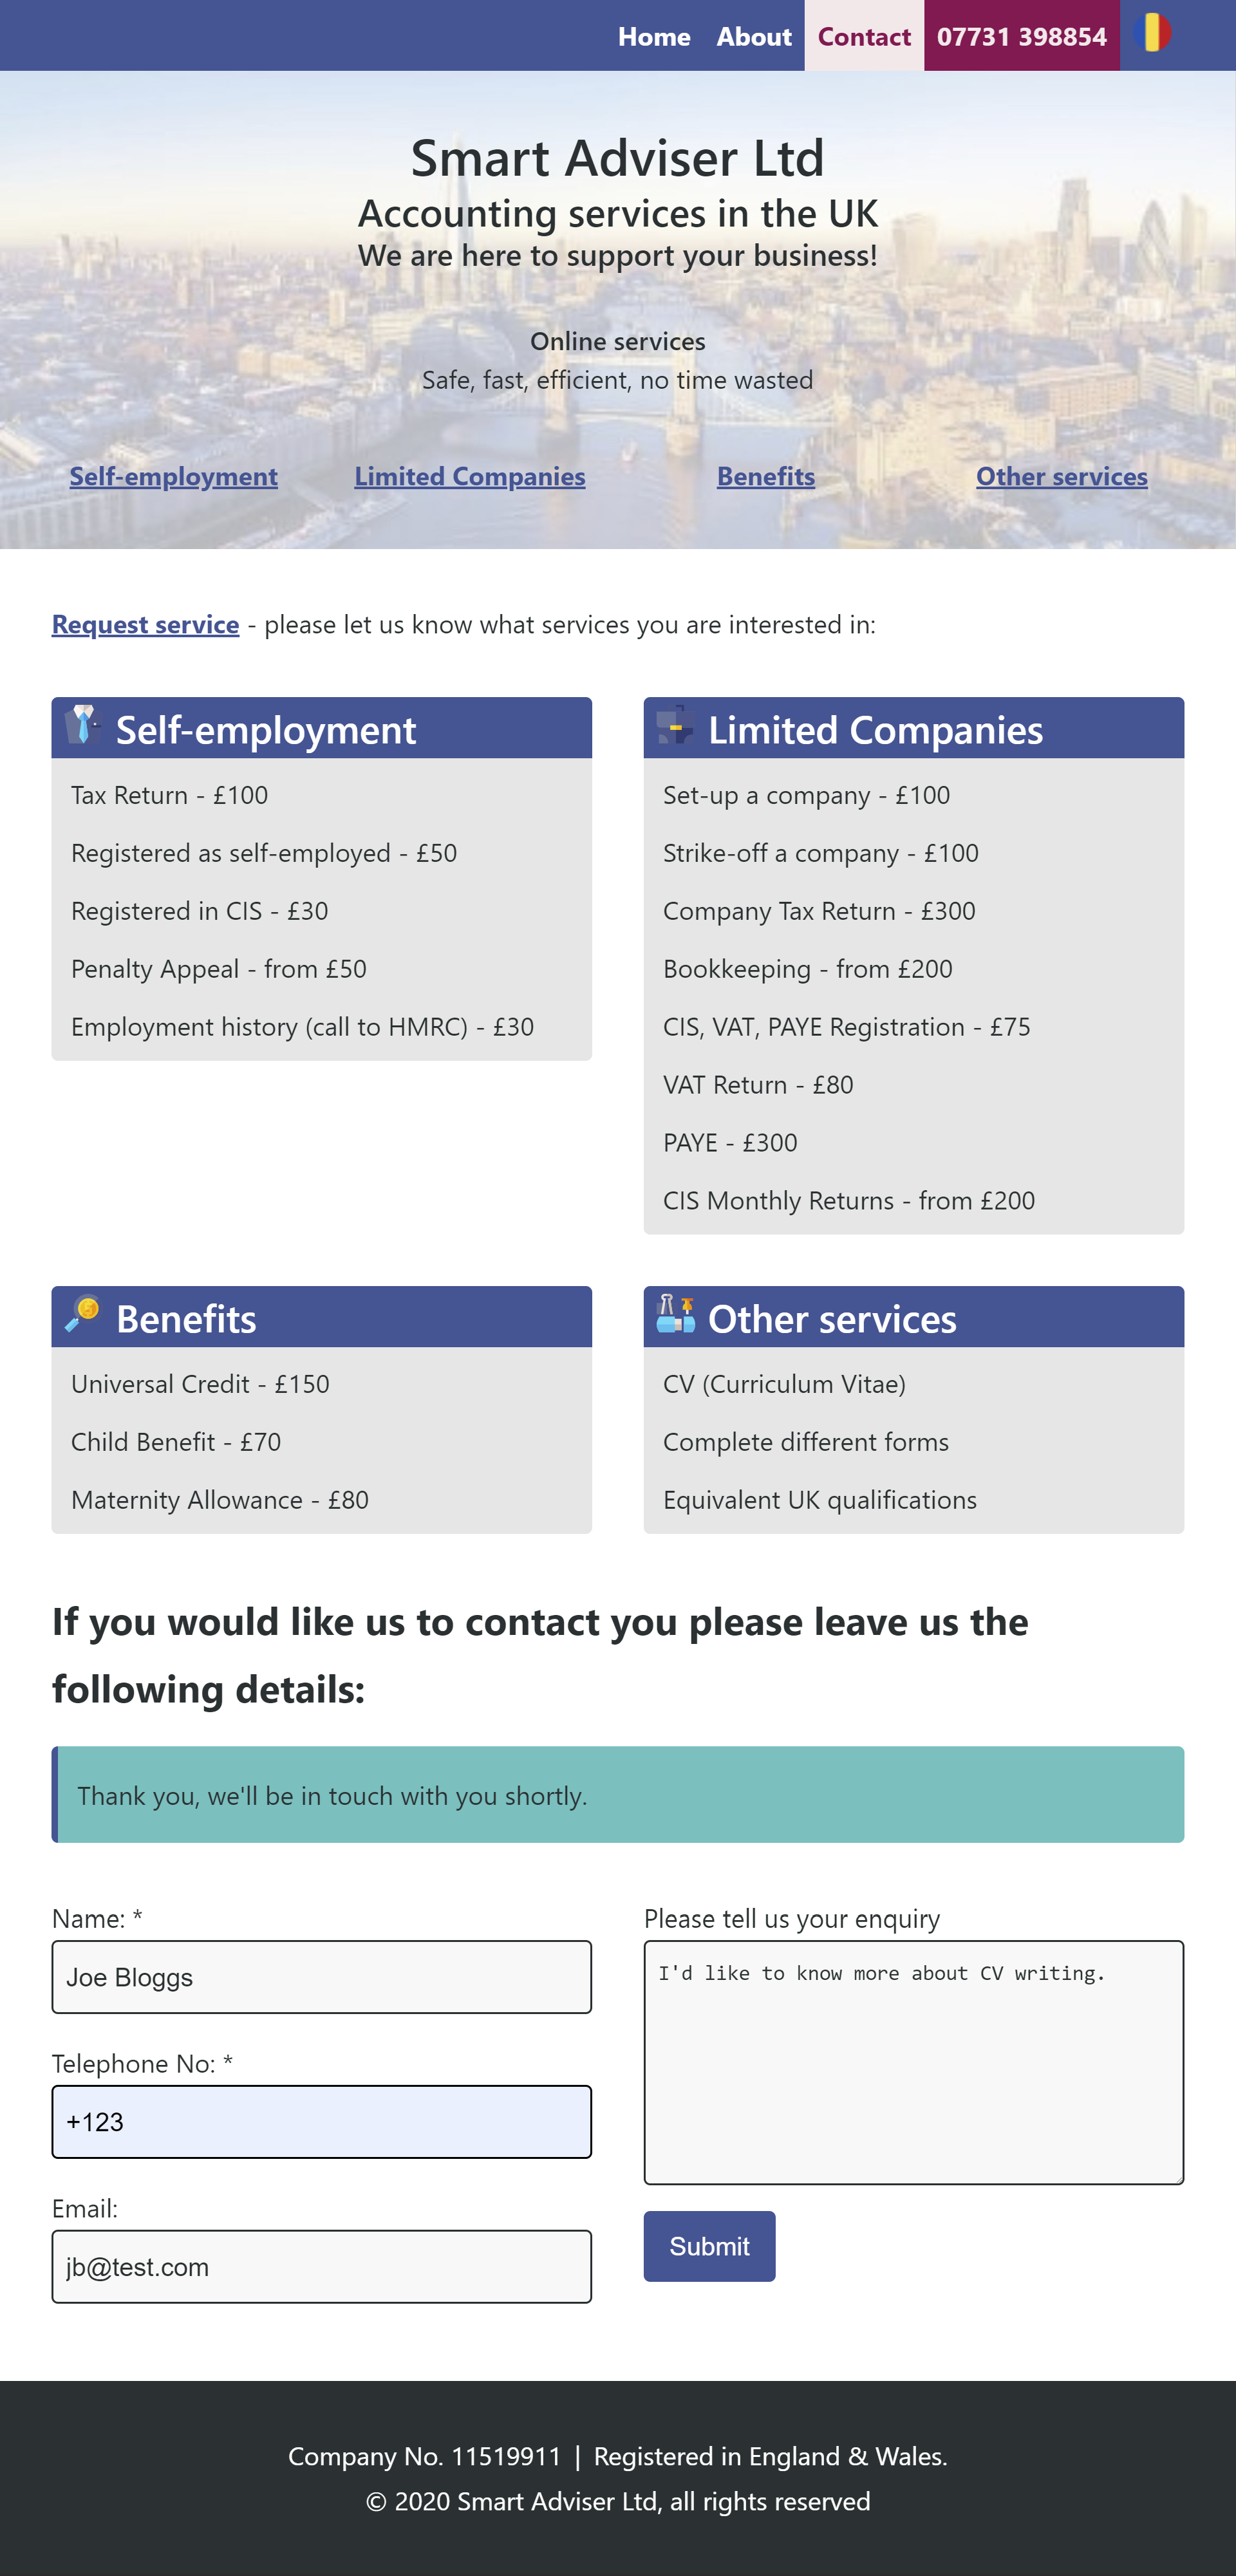 Home About Contact 07731 398854
Smart Adviser Ltd
Accounting services in the UK
We are here to support your business!
Online services
Safe, fast, efficient, no time wasted
Self-employment Limited Companies Benefits Other services
Request service - please let us know what services you are interested in:
Self-employment
Tax Return - £100
Registered as self-employed - £50
Registered in CIS - £30
Penalty Appeal - from £50
Employment history (call to HMRC) - £30
Limited Companies
Set-up a company - £100
Strike-off a company - £100
Company Tax Return - £300
Bookkeeping - from £200
CIS, VAT, PAYE Registration - £75
VAT Return - £80
PAYE - £300
CIS Monthly Returns - from £200
Benefits
Universal Credit - £150
Child Benefit - £70
Maternity Allowance - £80
Other services
CV (Curriculum Vitae)
Complete different forms
Equivalent UK qualifications
If you would like us to contact you please leave us the
following details:
Thank you, we'll be in touch with you shortly.
Name: *
Joe Bloggs
Telephone No: *
+123
Email:
jb@test.com
Please tell us your enquiry
I'd like to know more about CV writing.
Submit
Company No. 11519911 | Registered in England & Wales.
© 2020 Smart Adviser Ltd, all rights reserved